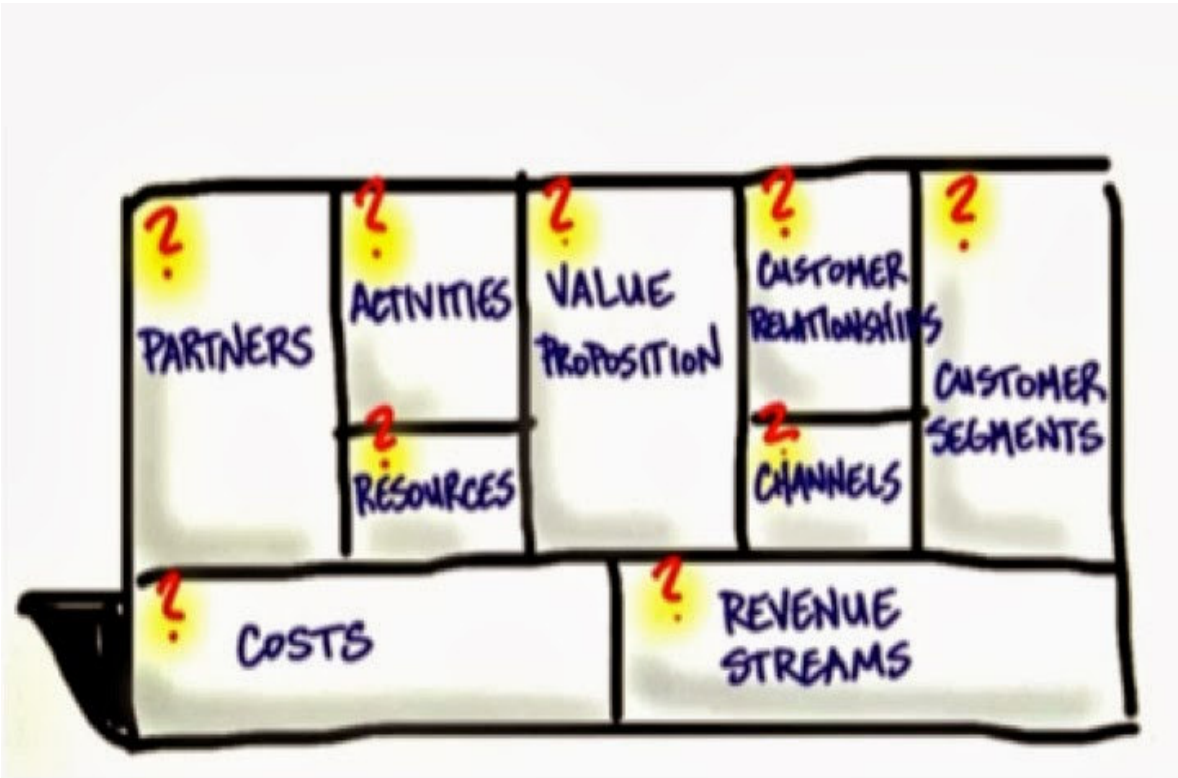 ?
PARTNERS
?
ACTIVITIES
?
RESOURCES
?
VALUE
PROPOSITION
?
CUSTOMER
RELATIONSHIPS
?
CHANNELS
?
CUSTOMER
SEGMENTS
?
COSTS
?
REVENUE
STREAMS